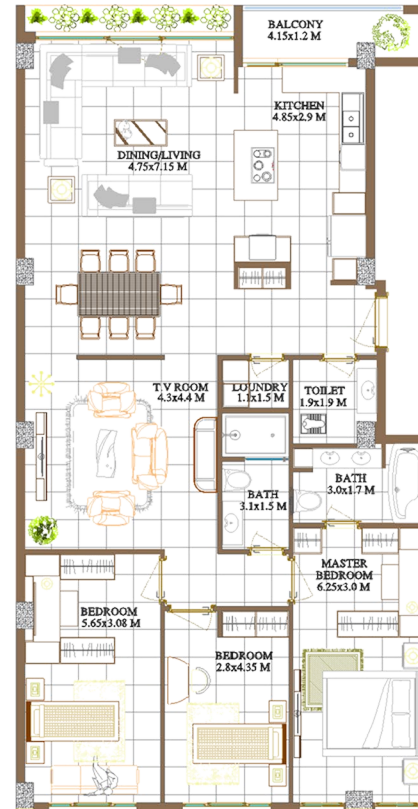 BALCONY
4.15x1.2 M
KITCHEN
4.85x2.9 M
DINING/LIVING
4.75x7.15 M
T.V ROOM
4.3x4.4 M
LOUNDRY
1.1x1.5 M
TOILET
1.9x1.9 M
BATH
3.0x1.7 M
BATH
3.1x1.5 M
MASTER
BEDROOM
6.25x3.0 M
BEDROOM
5.65x3.08 M
BEDROOM
2.8x4.35 M